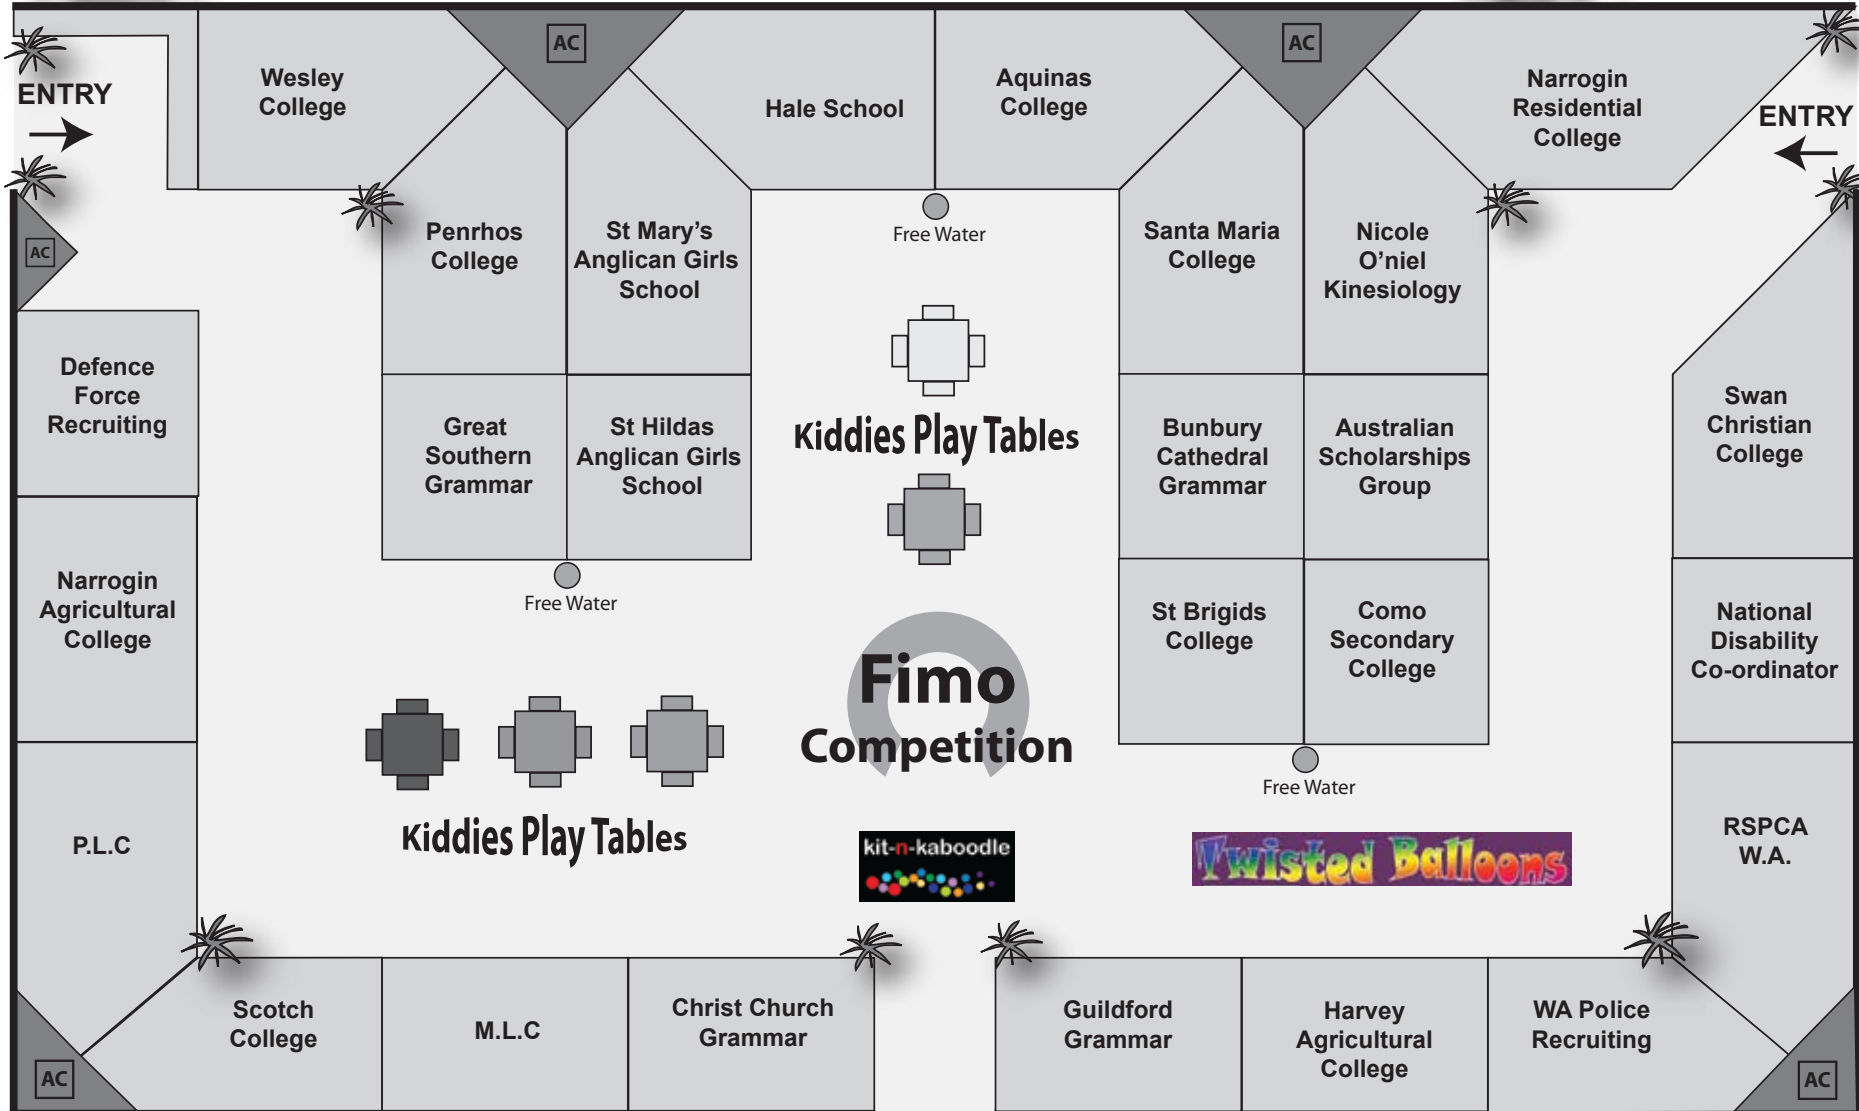 AC
AC
ENTRY
Wesley
College
Hale School
Aquinas
College
Narrogin
Residential
College
ENTRY
AC
Penrhos
College
St Mary’s
Anglican Girls
School
Free Water
Santa Maria
College
Nicole
O’niel
Kinesiology
Defence
Force
Recruiting
Great
Southern
Grammar
St Hildas
Anglican Girls
School
Kiddies Play Tables
Bunbury
Cathedral
Grammar
Australian
Scholarships
Group
Swan
Christian
College
Narrogin
Agricultural
College
Free Water
Fimo
Competition
St Brigids
College
Como
Secondary
College
National
Disability
Co-ordinator
Free Water
P.L.C
Kiddies Play Tables
kit-n-kaboodle
Twisted Balloons
RSPCA
W.A.
Scotch
College
M.L.C
Christ Church
Grammar
Guildford
Grammar
Harvey
Agricultural
College
WA Police
Recruiting
AC
AC